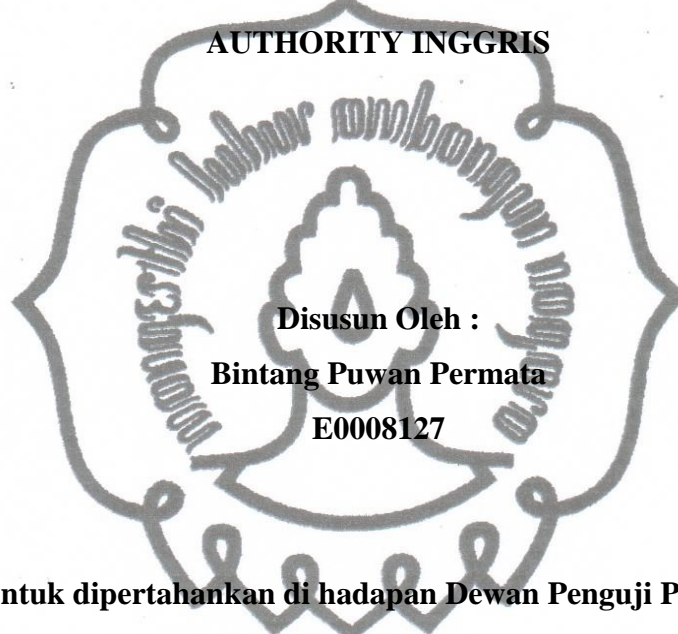 AUTHORITY INGGRIS
Disusun Oleh :
Bintang Puwan Permata
E0008127
ntuk dipertahankan di hadapan Dewan Penguji P